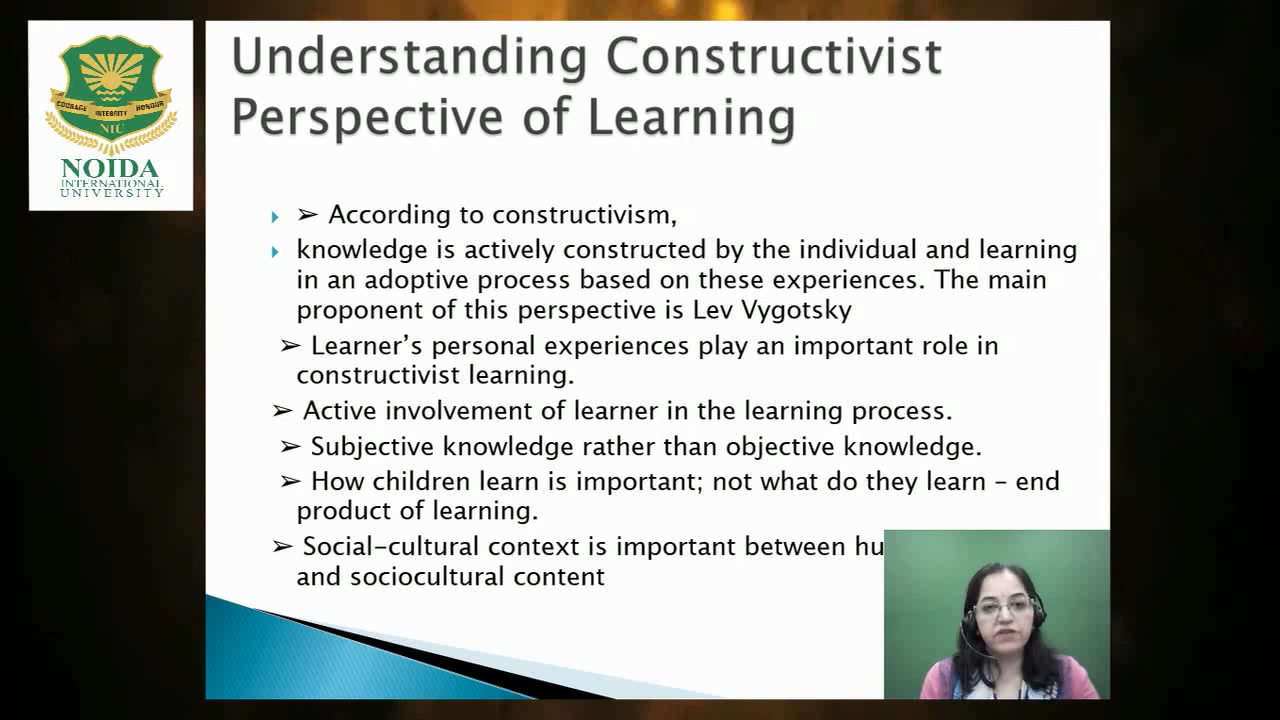 COURAGE INTEGRITY HONOUR
NIU
NOIDA
INTERNATIONAL
UNIVERSITY
Understanding Constructivist
Perspective of Learning
➢ According to constructivism,
knowledge is actively constructed by the individual and learning
in an adoptive process based on these experiences. The main
proponent of this perspective is Lev Vygotsky
➢ Learner's personal experiences play an important role in
constructivist learning.
➢ Active involvement of learner in the learning process.
➢ Subjective knowledge rather than objective knowledge.
➢ How children learn is important; not what do they learn – end
product of learning.
➢ Social-cultural context is important between hu
and sociocultural content